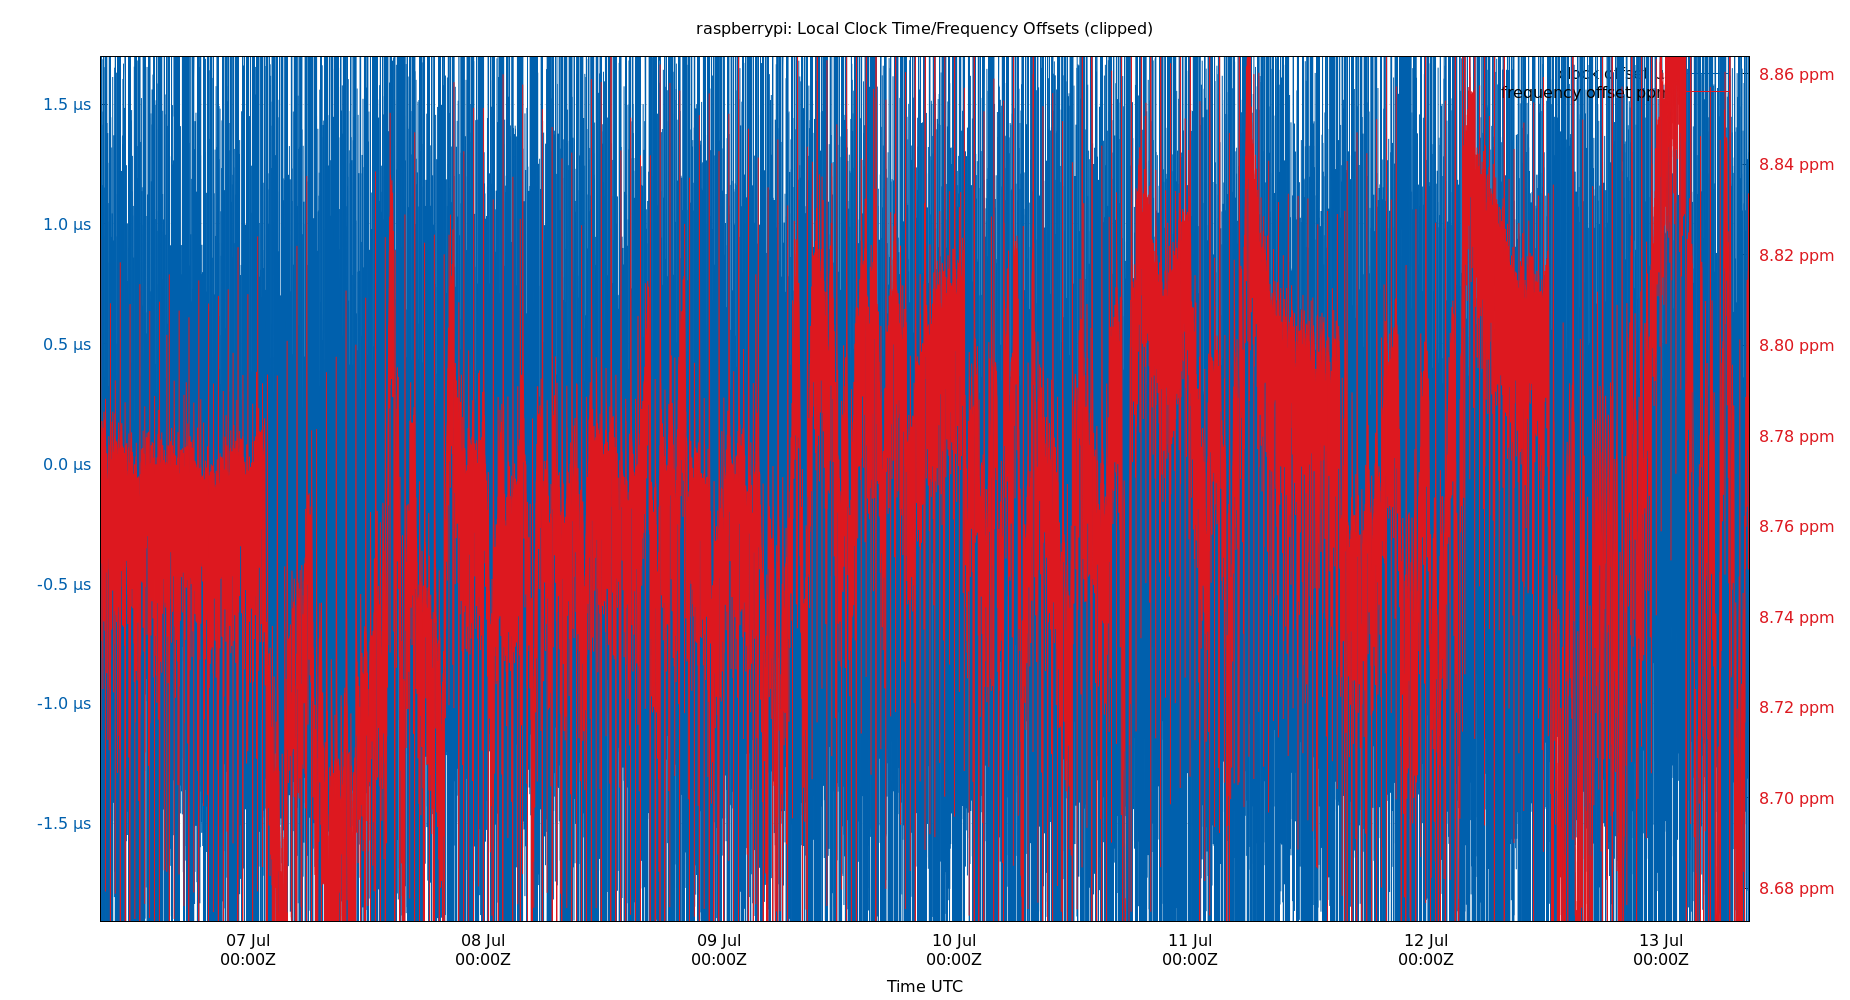 raspberrypi: Local Clock Time/Frequency Offsets (clipped)
clock offset
frequency offset ppm
1.5 µs
1.0 µs
0.5 µs
0.0 µs
-0.5 µs
-1.0 µs
-1.5 µs
8.86 ppm
8.84 ppm
8.82 ppm
8.80 ppm
8.78 ppm
8.76 ppm
8.74 ppm
8.72 ppm
8.70 ppm
8.68 ppm
07 Jul 08 Jul 09 Jul 10 Jul 11 Jul 12 Jul 13 Jul
00:00Z 00:00Z 00:00Z 00:00Z 00:00Z 00:00Z 00:00Z
Time UTC